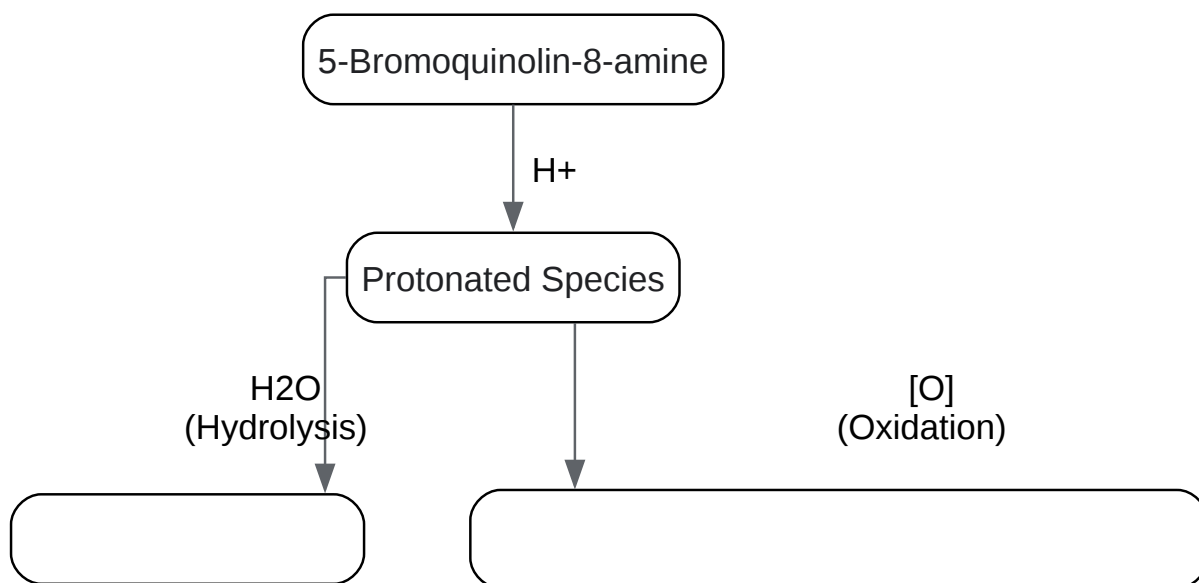 5-Bromoquinolin-8-amine
H+
Protonated Species
H2O
(Hydrolysis)
[O]
(Oxidation)